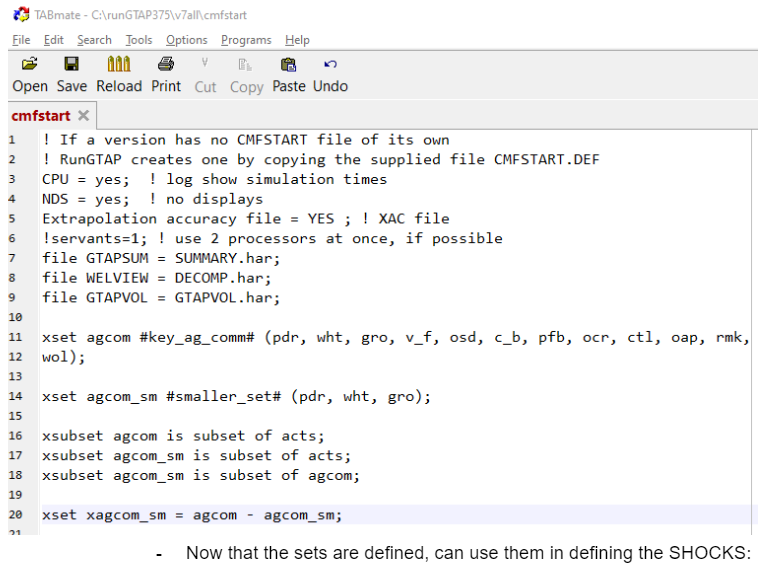 TABmate - C:\runGTAP375\v7all\cmfstart
File Edit Search Tools Options Programs Help
Open Save Reload Print Cut Copy Paste Undo
cmfstart
1 ! If a version has no CMFSTART file of its own
2 ! RunGTAP creates one by copying the supplied file CMFSTART.DEF
3 CPU = yes;  ! log show simulation times
4 NDS = yes;  ! no displays
5 Extrapolation accuracy file = YES ; ! XAC file
6 !servants=1; ! use 2 processors at once, if possible
7 file GTAPSUM = SUMMARY.har;
8 file WELVIEW = DECOMP.har;
9 file GTAPVOL = GTAPVOL.har;
10
11 xset agcom #key_ag_comm# (pdr, wht, gro, v_f, osd, c_b, pfb, ocr, ctl, oap, rmk,
12 wol);
13
14 xset agcom_sm #smaller_set# (pdr, wht, gro);
15
16 xsubset agcom is subset of acts;
17 xsubset agcom_sm is subset of acts;
18 xsubset agcom_sm is subset of agcom;
19
20 xset xagcom_sm = agcom - agcom_sm;
21
- Now that the sets are defined, can use them in defining the SHOCKS: